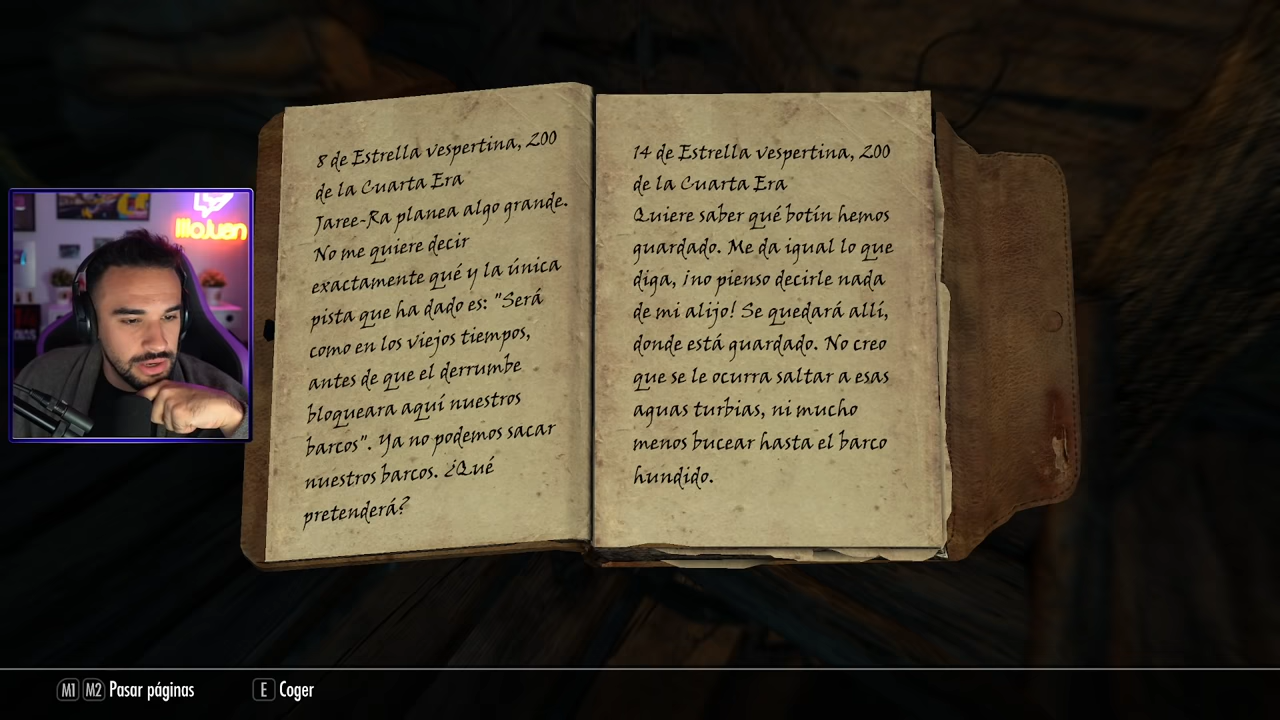 8 de Estrella vespertina, 200
de la Cuarta Era
Jaree-Ra planea algo grande.
No me quiere decir
exactamente qué y la única
pista que ha dado es: "Será
como en los viejos tiempos,
antes de que el derrumbe
bloqueara aquí nuestros
barcos". Ya no podemos sacar
nuestros barcos. ¿Qué
pretenderá?
14 de Estrella vespertina, 200
de la Cuarta Era
Quiere saber qué botín hemos
guardado. Me da igual lo que
diga, ¡no pienso decirle nada
de mi alijo! Se quedará allí,
donde está guardado. No creo
que se le ocurra saltar a esas
aguas turbias, ni mucho
menos bucear hasta el barco
hundido.
IlloJuan
M1 M2 Pasar páginas
E Coger